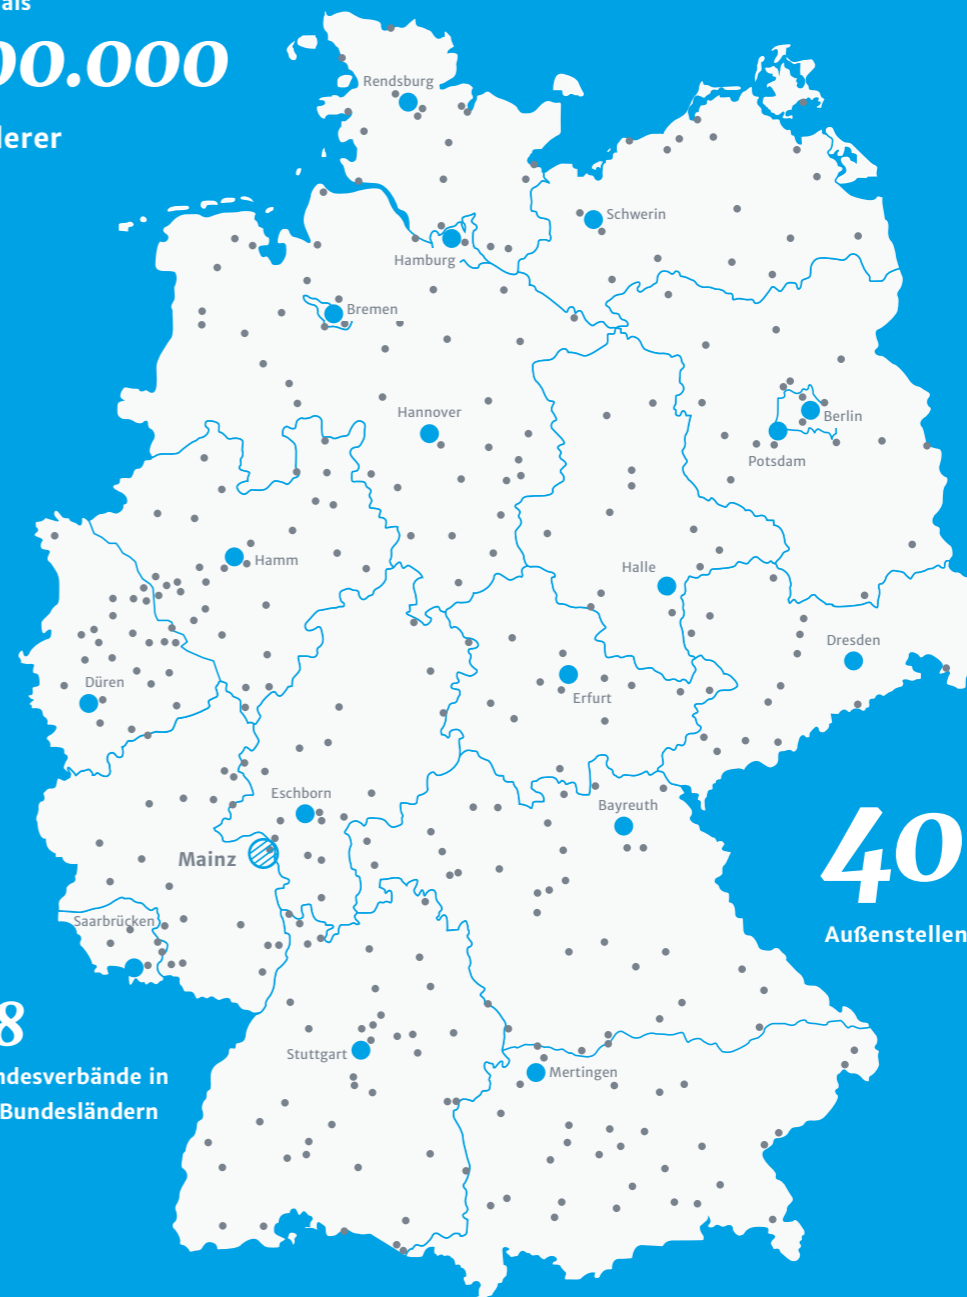 als
00.000
derer
Rendsburg
Schwerin
Hamburg
Bremen
Hannover
Berlin
Potsdam
Hamm
Halle
Dresden
Düren
Erfurt
Eschborn
Bayreuth
Mainz
40
Außenstellen
Saarbrücken
8
ndesverbände in
Bundesländern
Stuttgart
Mertingen